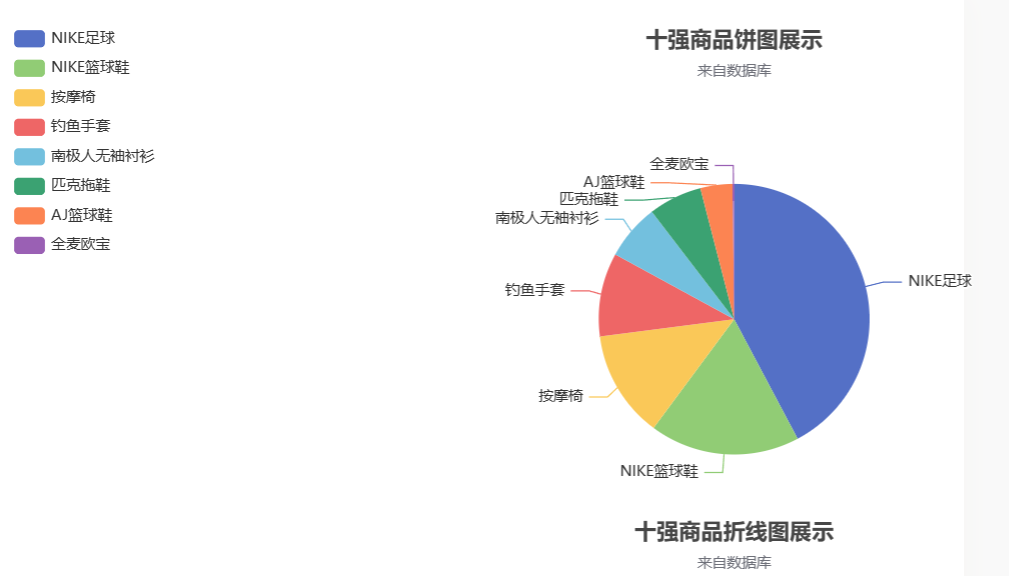 NIKE足球
NIKE篮球鞋
按摩椅
钓鱼手套
南极人无袖衬衫
匹克拖鞋
AJ篮球鞋
全麦欧宝
十强商品饼图展示
来自数据库
全麦欧宝
AJ篮球鞋
匹克拖鞋
南极人无袖衬衫
NIKE足球
钓鱼手套
按摩椅
NIKE篮球鞋
十强商品折线图展示
来自数据库